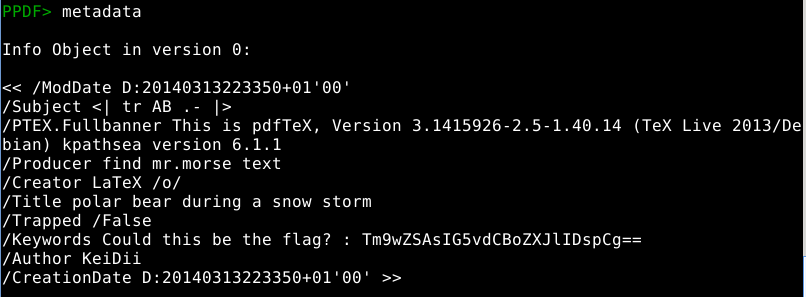 PPDF> metadata
Info Object in version 0:
<< /ModDate D:20140313223350+01'00'
/Subject <| tr AB .- |>
/PTEX.Fullbanner This is pdfTeX, Version 3.1415926-2.5-1.40.14 (TeX Live 2013/De
bian) kpathsea version 6.1.1
/Producer find mr.morse text
/Creator LaTeX /o/
/Title polar bear during a snow storm
/Trapped /False
/Keywords Could this be the flag? : Tm9wZSAsIG5vdCBoZXJlIDspCg==
/Author KeiDii
/CreationDate D:20140313223350+01'00' >>